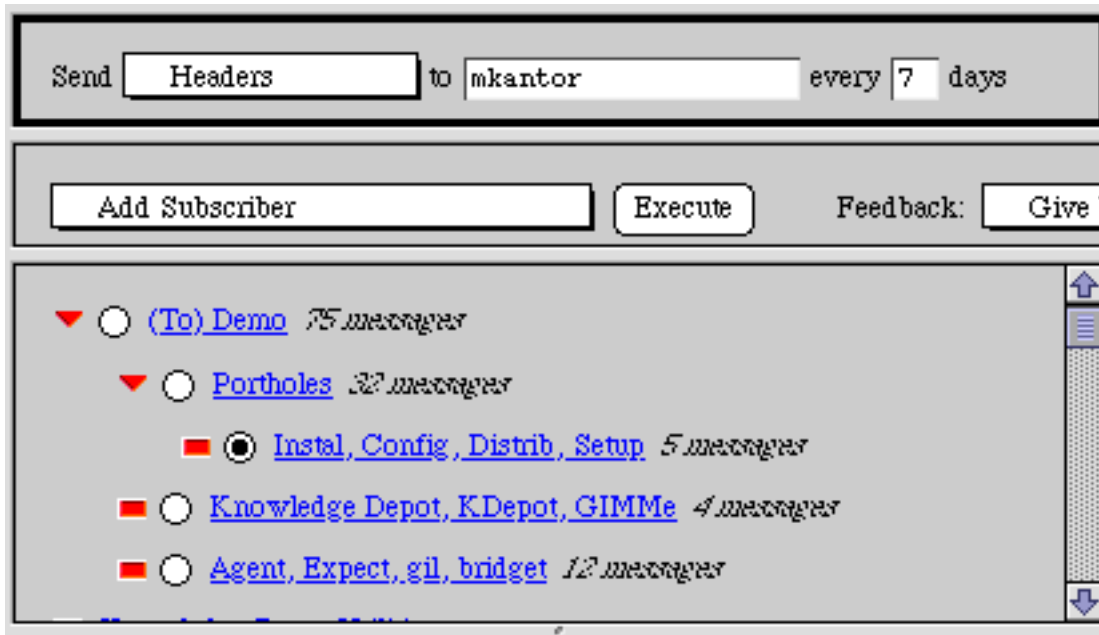 Send Headers to mkantor every 7 days
Add Subscriber Execute Feedback: Give
(To) Demo 75 messages
Portholes 32 messages
Instal, Config, Distrib, Setup 5 messages
Knowledge Depot, KDepot, GIMMe 4 messages
Agent, Expect, gil, bridget 12 messages